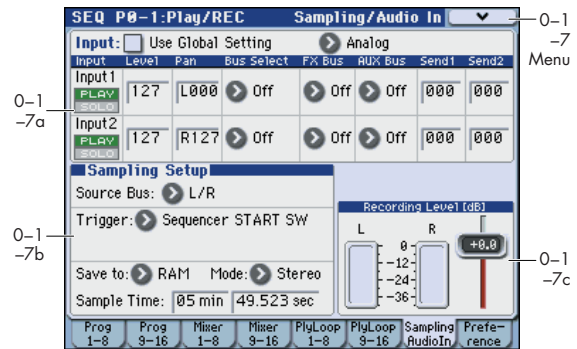 SEQ P0-1:Play/REC Sampling/Audio In
0–1
–7
Menu
Input: Use Global Setting Analog
Input Level Pan Bus Select FX Bus AUX Bus Send1 Send2
Input1
PLAY
SOLO
127 L000 Off Off Off 000 000
0–1
–7a
Input2
PLAY
SOLO
127 R127 Off Off Off 000 000
Sampling Setup
Source Bus: L/R
Trigger: Sequencer START SW
0–1
–7b
Save to: RAM Mode: Stereo
Sample Time: 05 min 49.523 sec
Recording Level [dB]
L R
0
-12
-24
-36
+0.0
0–1
–7c
Prog 1-8
Prog 9-16
Mixer 1-8
Mixer 9-16
PlyLoop 1-8
PlyLoop 9-16
Sampling AudioIn
Prefe-rence